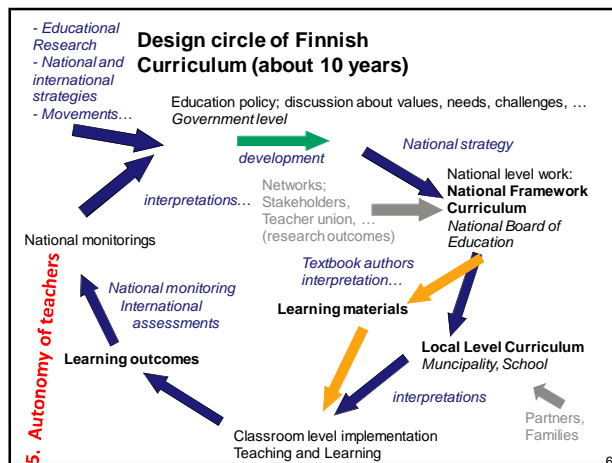 - Educational
Research
- National and
international
strategies
- Movements…
Design circle of Finnish
Curriculum (about 10 years)
Education policy; discussion about values, needs, challenges, …
Government level
development
National strategy
interpretations…
Networks;
Stakeholders,
Teacher union, …
(research outcomes)
National level work:
National Framework
Curriculum
National Board of
Education
National monitorings
Textbook authors
interpretation…
National monitoring
International
assessments
Learning materials
Learning outcomes
Local Level Curriculum
Muncipality, School
interpretations
Partners,
Families
Classroom level implementation
Teaching and Learning
5. Autonomy of teachers
6